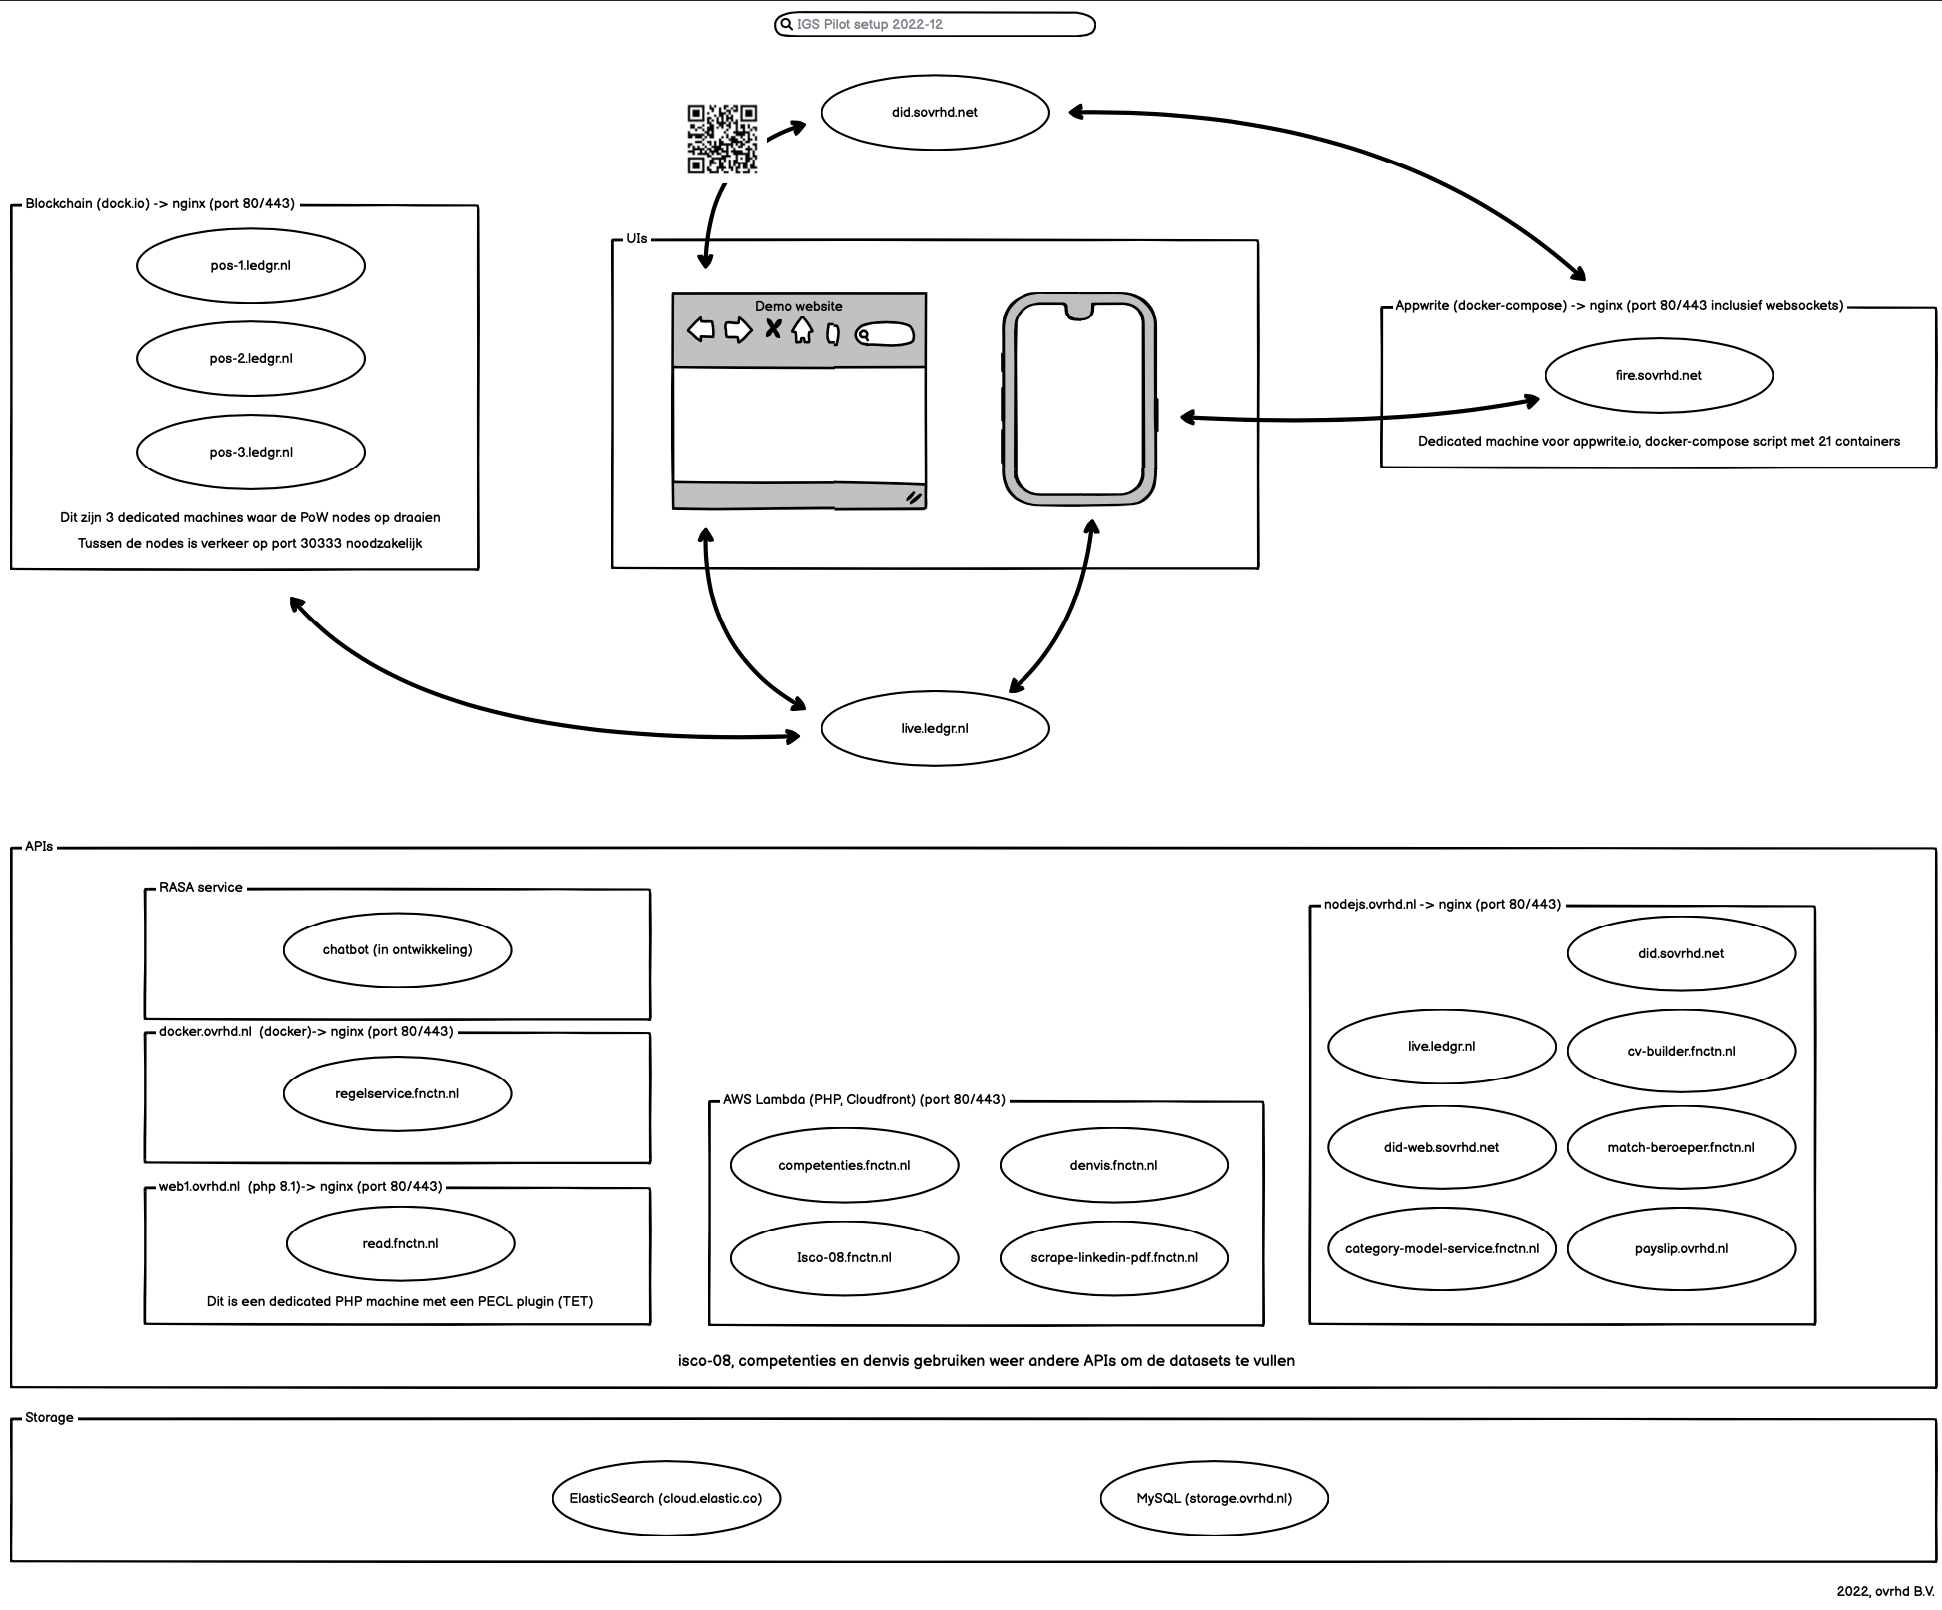 IGS Pilot setup 2022-12
did.sovrhd.net
Blockchain (dock.io) -> nginx (port 80/443)
pos-1.ledgr.nl
pos-2.ledgr.nl
pos-3.ledgr.nl
Dit zijn 3 dedicated machines waar de PoW nodes op draaien
Tussen de nodes is verkeer op port 30333 noodzakelijk
UIs
Demo website
Appwrite (docker-compose) -> nginx (port 80/443 inclusief websockets)
fire.sovrhd.net
Dedicated machine voor appwrite.io, docker-compose script met 21 containers
live.ledgr.nl
APIs
RASA service
chatbot (in ontwikkeling)
docker.ovrhd.nl (docker)-> nginx (port 80/443)
regelservice.fnctn.nl
web1.ovrhd.nl (php 8.1)-> nginx (port 80/443)
read.fnctn.nl
Dit is een dedicated PHP machine met een PECL plugin (TET)
AWS Lambda (PHP, Cloudfront) (port 80/443)
competenties.fnctn.nl
denvis.fnctn.nl
Isco-08.fnctn.nl
scrape-linkedin-pdf.fnctn.nl
nodejs.ovrhd.nl -> nginx (port 80/443)
did.sovrhd.net
live.ledgr.nl
cv-builder.fnctn.nl
did-web.sovrhd.net
match-beroeper.fnctn.nl
category-model-service.fnctn.nl
payslip.ovrhd.nl
isco-08, competenties en denvis gebruiken weer andere APIs om de datasets te vullen
Storage
ElasticSearch (cloud.elastic.co)
MySQL (storage.ovrhd.nl)
2022, ovrhd B.V.